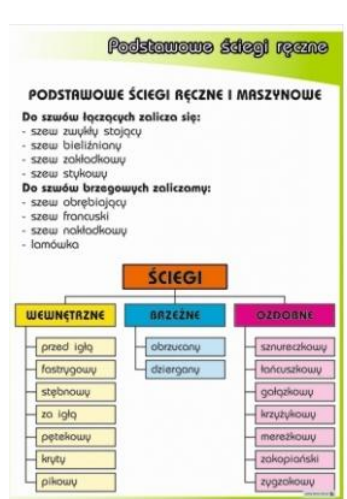 Podstawowe ściegi ręczne
PODSTAWOWE ŚCIEGI RĘCZNE I MASZYNOWE
Do szwów łączących zalicza się:
- szew zwykły stojący
- szew bieliźniany
- szew zakładkowy
- szew stykowy
Do szwów brzegowych zaliczamy:
- szew obrębiający
- szew francuski
- szew nakładkowy
- lamówka
ŚCIEGI
WEWNĘTRZNE
przed igłą
fastrygowy
stębnowy
za igłą
pętekowy
kryty
pikowy
BRZEŻNE
obrzucany
dziergany
OZDOBNE
sznureczkowy
łańcuszkowy
gałązkowy
krzyżykowy
mereżkowy
zakopiański
zygzakowy